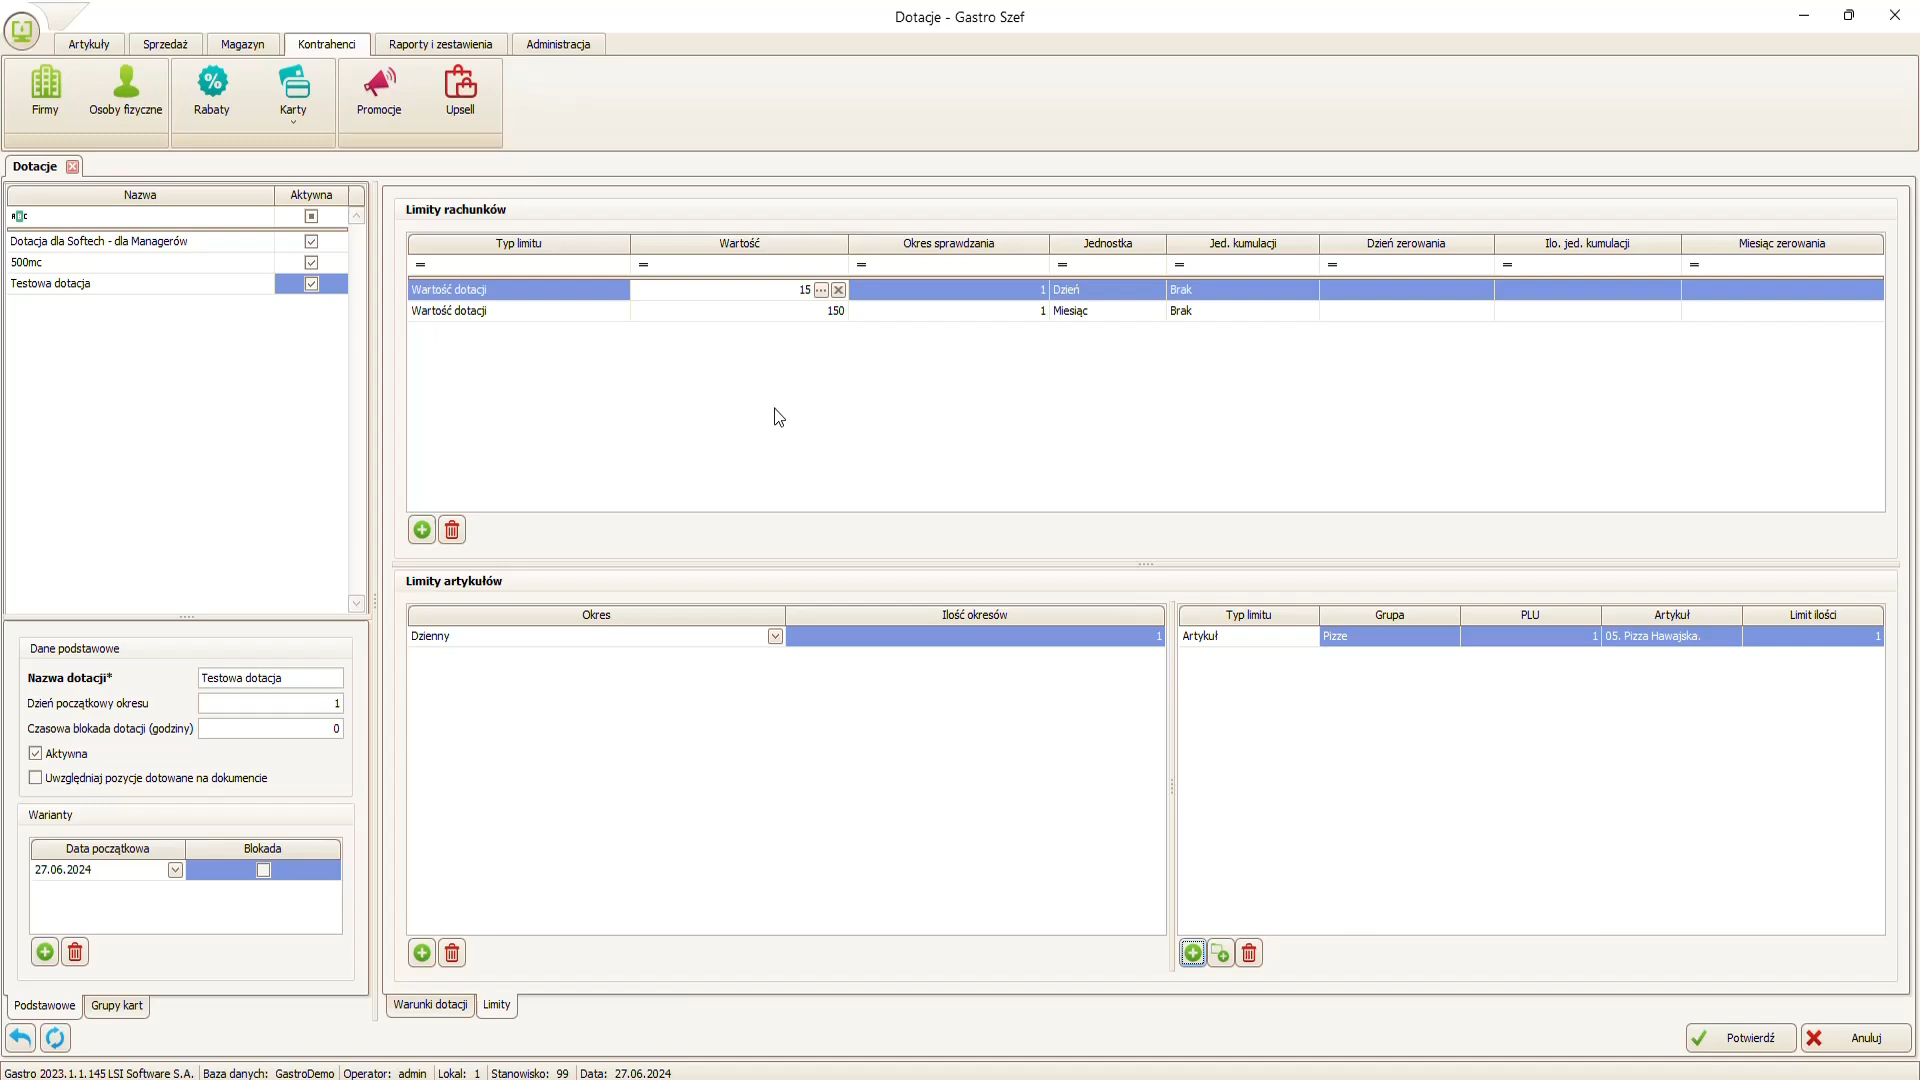 Dotacje - Gastro Szef
Artykuły Sprzedaż Magazyn Kontrahenci Raporty i zestawienia Administracja
Firmy Osoby fizyczne Rabaty Karty Promocje Upsell
Dotacje
Nazwa Aktywna
Dotacja dla Softech - dla Managerów
500mc
Testowa dotacja
Dane podstawowe
Nazwa dotacji* Testowa dotacja
Dzień początkowy okresu 1
Czasowa blokada dotacji (godziny) 0
Aktywna
Uwzględniaj pozycje dotowane na dokumencie
Warianty
Data początkowa Blokada
27.06.2024
Podstawowe Grupy kart
Limity rachunków
Typ limitu Wartość Okres sprawdzania Jednostka Jed. kumulacji Dzień zerowania Ilo. jed. kumulacji Miesiąc zerowania
= = = = = = = =
Wartość dotacji 15 1 Dzień Brak
Wartość dotacji 150 1 Miesiąc Brak
Limity artykułów
Okres Ilość okresów
Dzienny 1
Typ limitu Grupa PLU Artykuł Limit ilości
Artykuł Pizze 1 05. Pizza Hawajska. 1
Warunki dotacji Limity
Potwierdź Anuluj
Gastro 2023.1.1.145 LSI Software S.A. Baza danych: GastroDemo Operator: admin Lokal: 1 Stanowisko: 99 Data: 27.06.2024